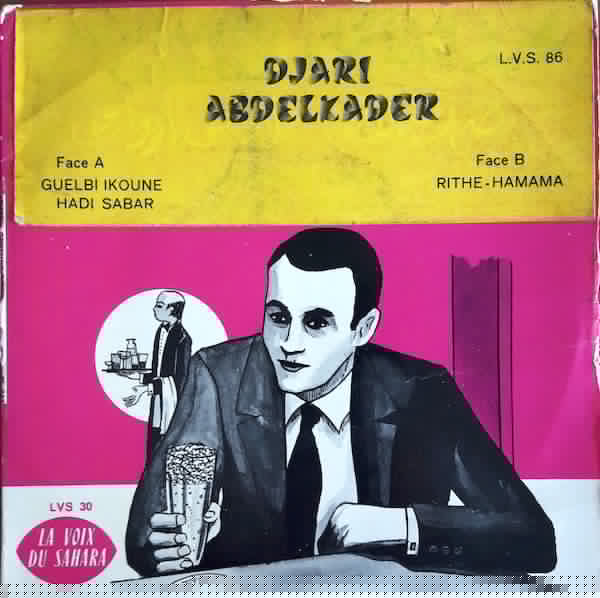 DJARI
ABDELKADER
L.V.S. 86
Face A
GUELBI IKOUNE
HADI SABAR
Face B
RITHE-HAMAMA
LVS 30
LA VOIX
DU SAHARA